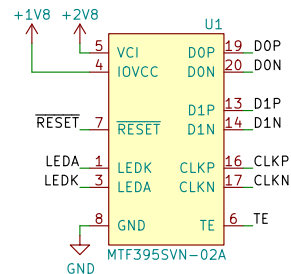 +1V8 +2V8 U1
5 VCI D0P 19 D0P
4 IOVCC D0N 20 D0N
D1P 13 D1P
RESET 7 RESET D1N 14 D1N
LEDA 1 LEDK CLKP 16 CLKP
LEDK 3 LEDA CLKN 17 CLKN
8 GND TE 6 TE
MTF395SVN-02A
GND